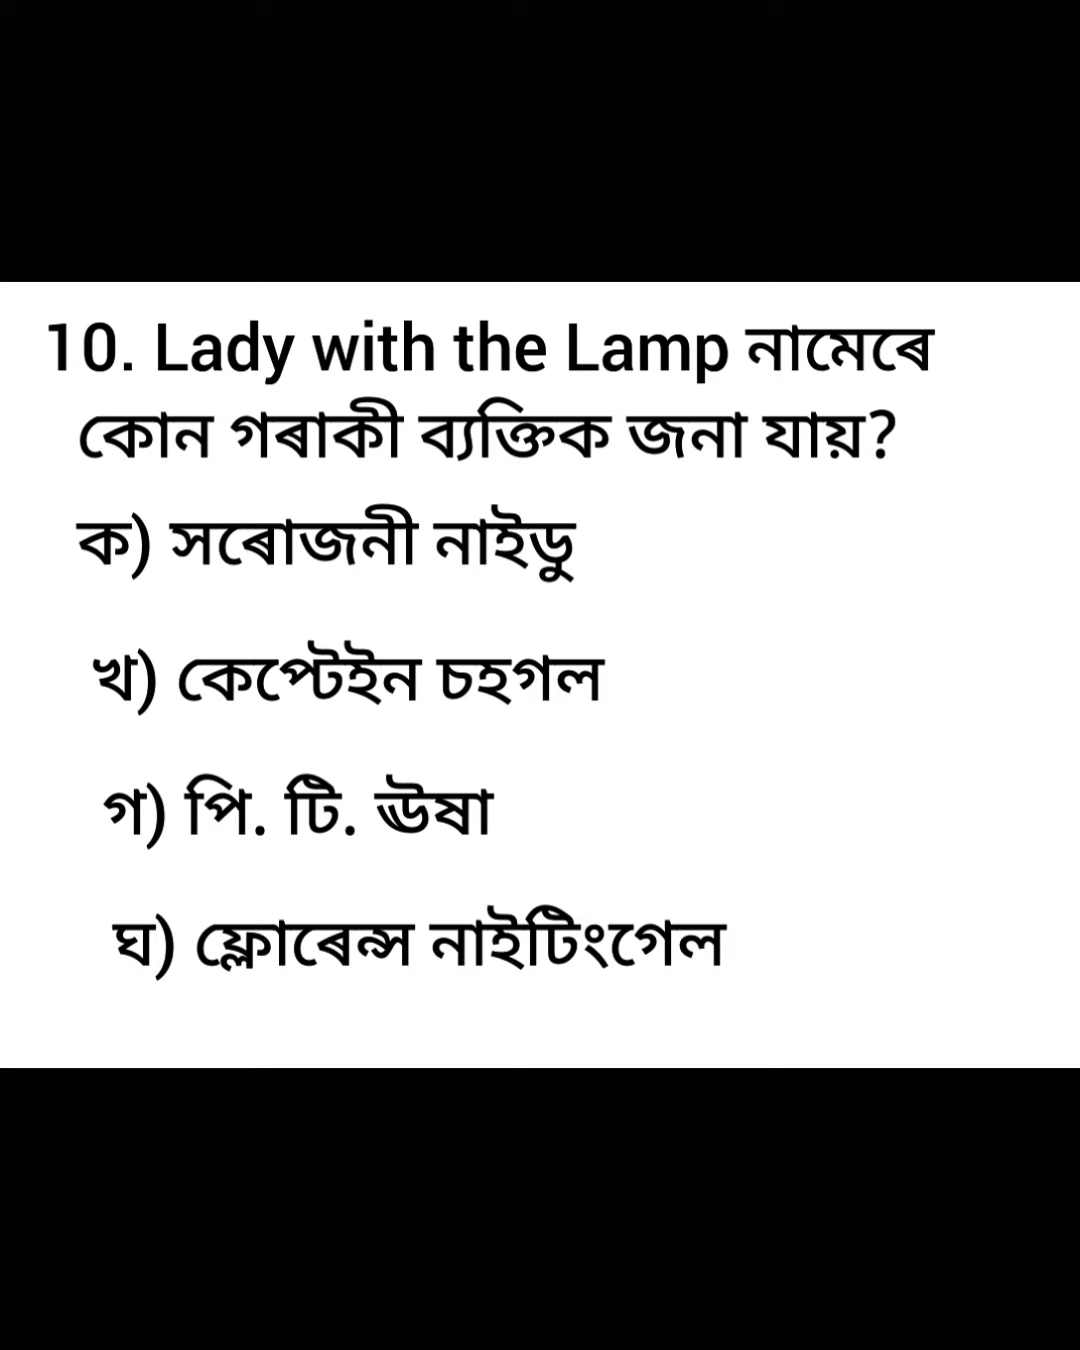 10. Lady with the Lamp নামেৰে
কোন গৰাকী ব্যক্তিক জনা যায়?
ক) সৰোজনী নাইডু
খ) কেপ্টেইন চহগল
গ) পি. টি. ঊষা
ঘ) ফ্লোৰেন্স নাইটিংগেল